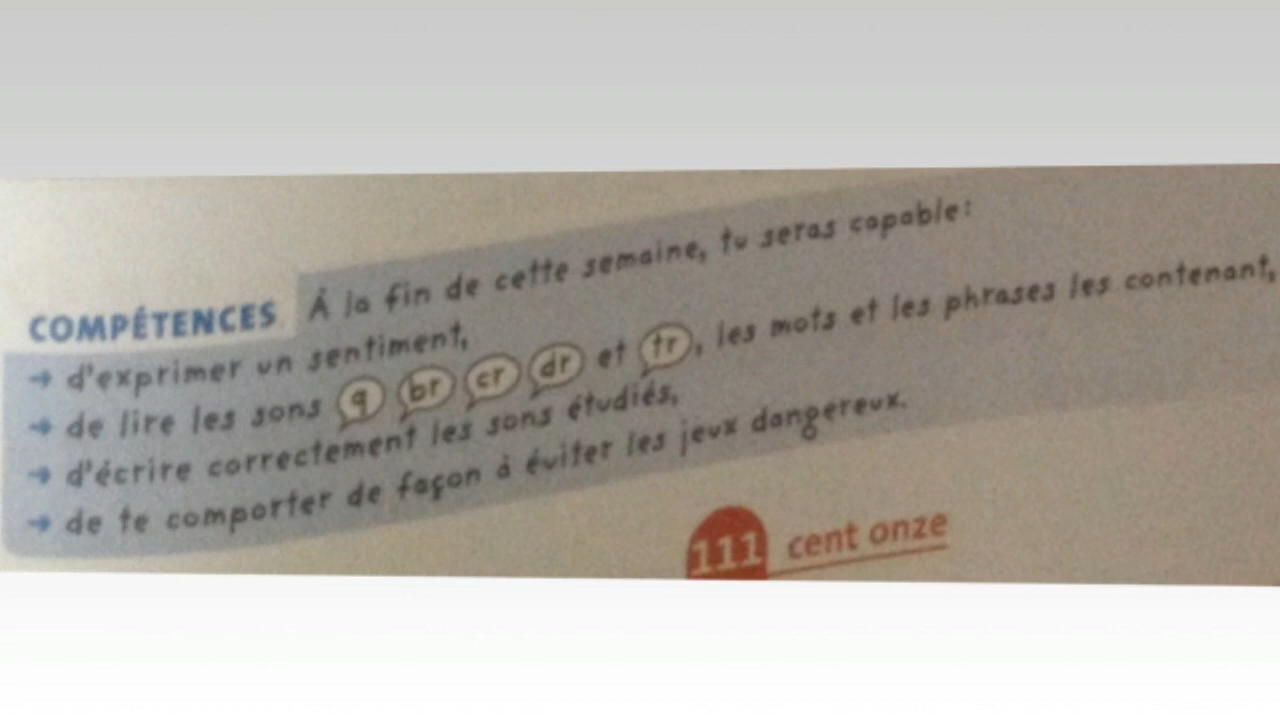 COMPÉTENCES À la fin de cette semaine, tu seras capable:
→ d'exprimer un sentiment,
→ de lire les sons q br cr dr et tr, les mots et les phrases les contenant,
→ d'écrire correctement les sons étudiés,
→ de te comporter de façon à éviter les jeux dangereux.
111 cent onze